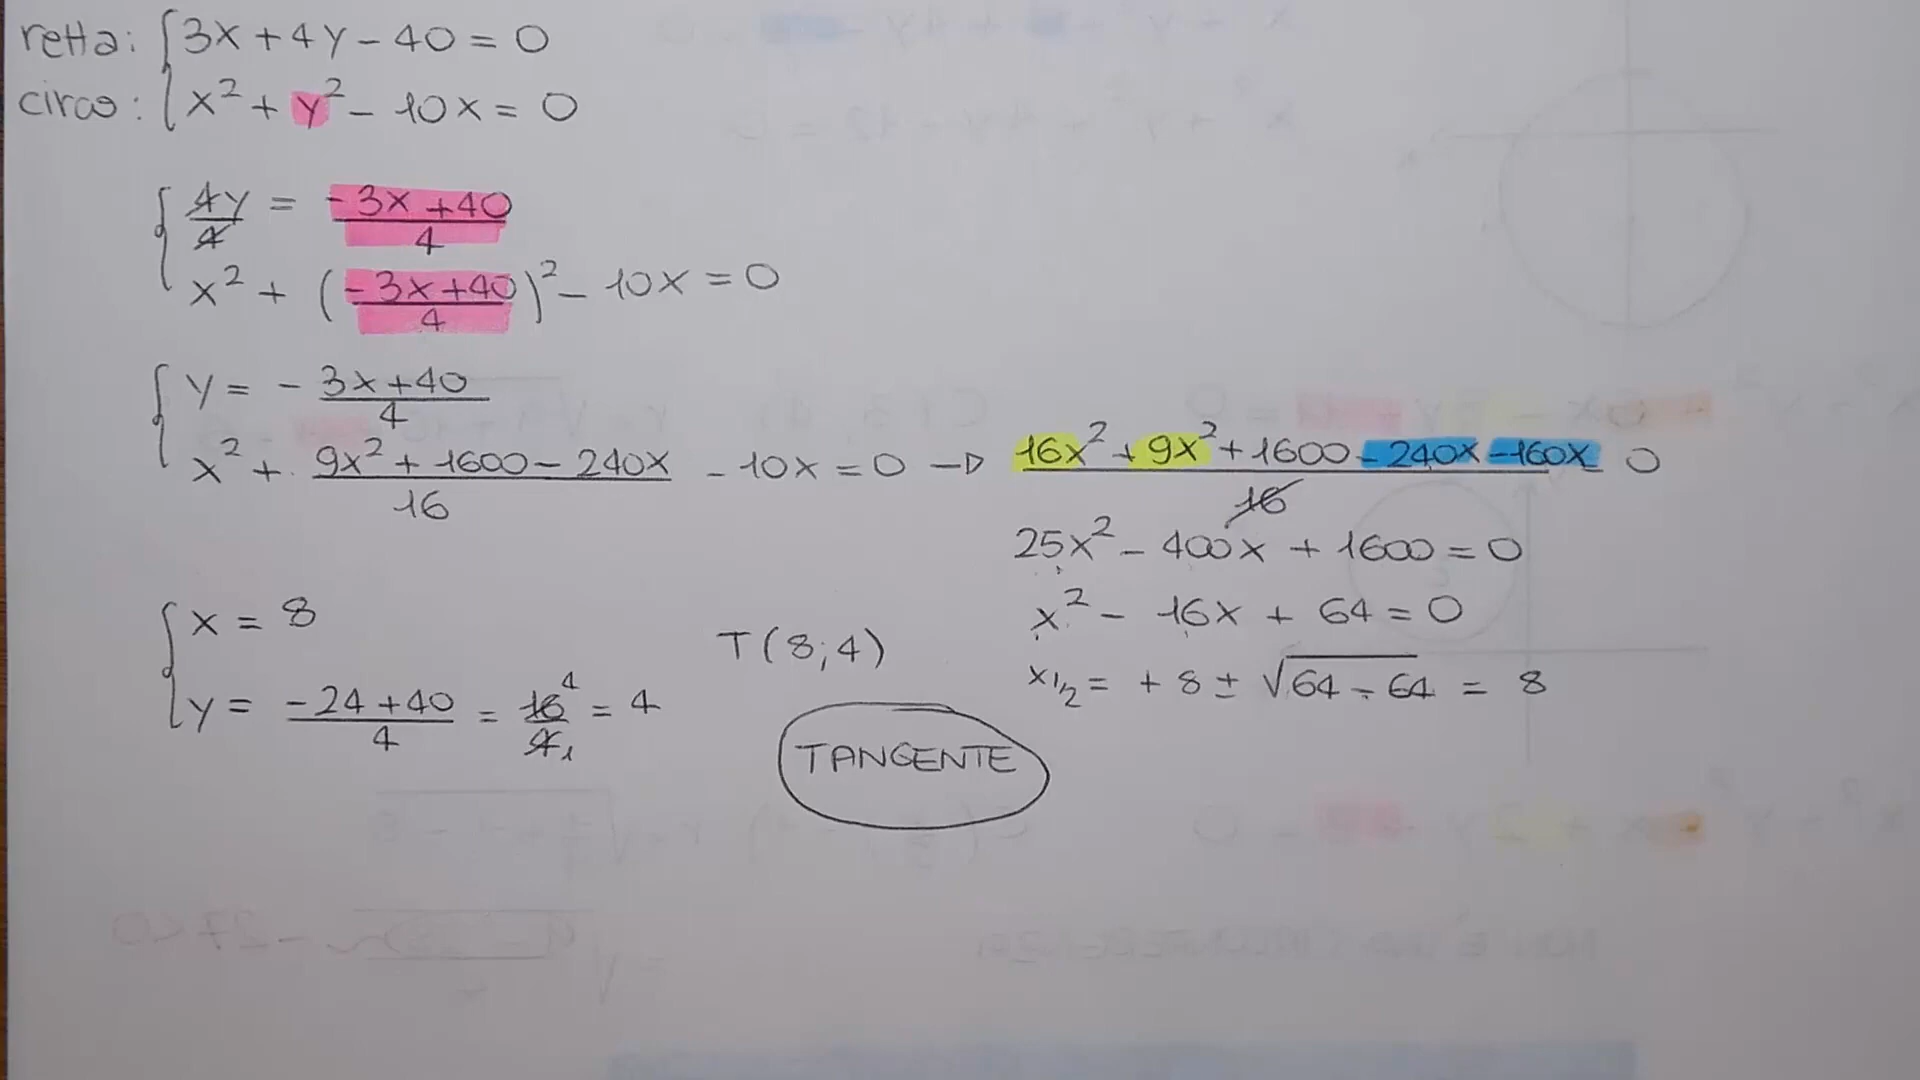 retta: { 3x + 4y - 40 = 0
circo: { x² + y² - 10x = 0
{ 4y/4 = (-3x + 40)/4
x² + (-3x+40/4)² - 10x = 0
{ y = - 3x+40/4
x² + 9x² + 1600 - 240x/16 - 10x = 0 → 16x² + 9x² + 1600 - 240x - 160x/16 0
25x² - 400x + 1600 = 0
x² - 16x + 64 = 0
x1/2 = + 8 ± √64 - 64 = 8
{ x = 8
y = -24 + 40/4 = 16 4/4 1 = 4
T(8;4)
TANGENTE